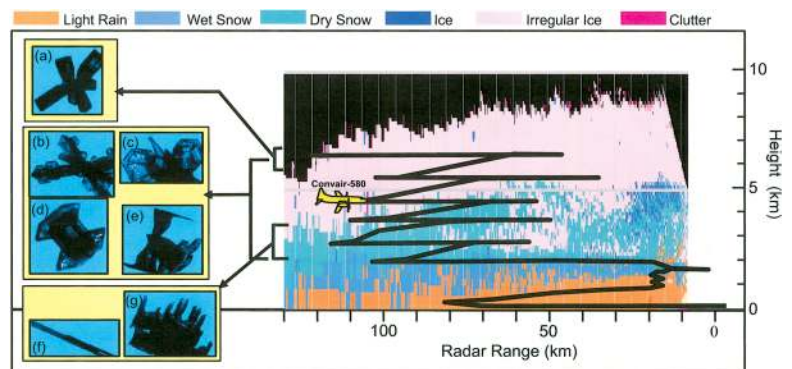 Light Rain Wet Snow Dry Snow Ice Irregular Ice Clutter
(a)
(b) (c)
(d) (e)
(f) (g)
Convair-580
10
5
0
Height (km)
100 50 0
Radar Range (km)